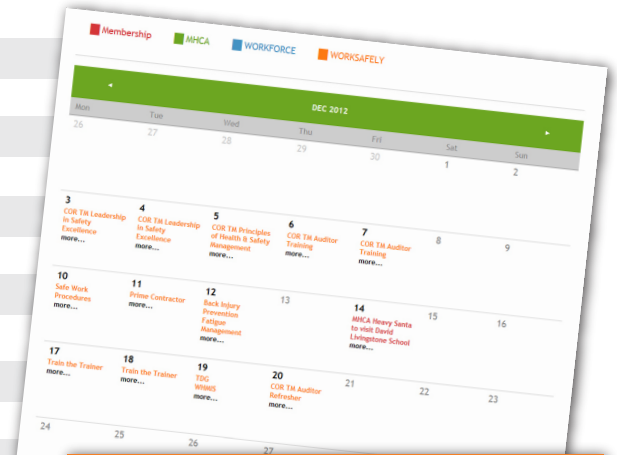 Membership MHCA WORKFORCE WORKSAFELY
◄ DEC 2012 ►
Mon Tue Wed Thu Fri Sat Sun
26 27 28 29 30 1 2
3 4 5 6 7 8 9
COR TM Leadership in Safety Excellence more...
COR TM Leadership in Safety Excellence more...
COR TM Principles of Health & Safety Management more...
COR TM Auditor Training more...
COR TM Auditor Training more...
10 11 12 13 14 15 16
Safe Work Procedures more...
Prime Contractor more...
Back Injury Prevention Fatigue Management more...
MHCA Heavy Santa to visit David Livingstone School more...
17 18 19 20 21 22 23
Train the Trainer more...
Train the Trainer more...
TDG WHMIS more...
COR TM Auditor Refresher more...
24 25 26 27